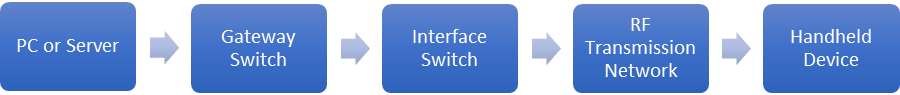 PC or Server
Gateway
Switch
Interface
Switch
RF
Transmission
Network
Handheld
Device